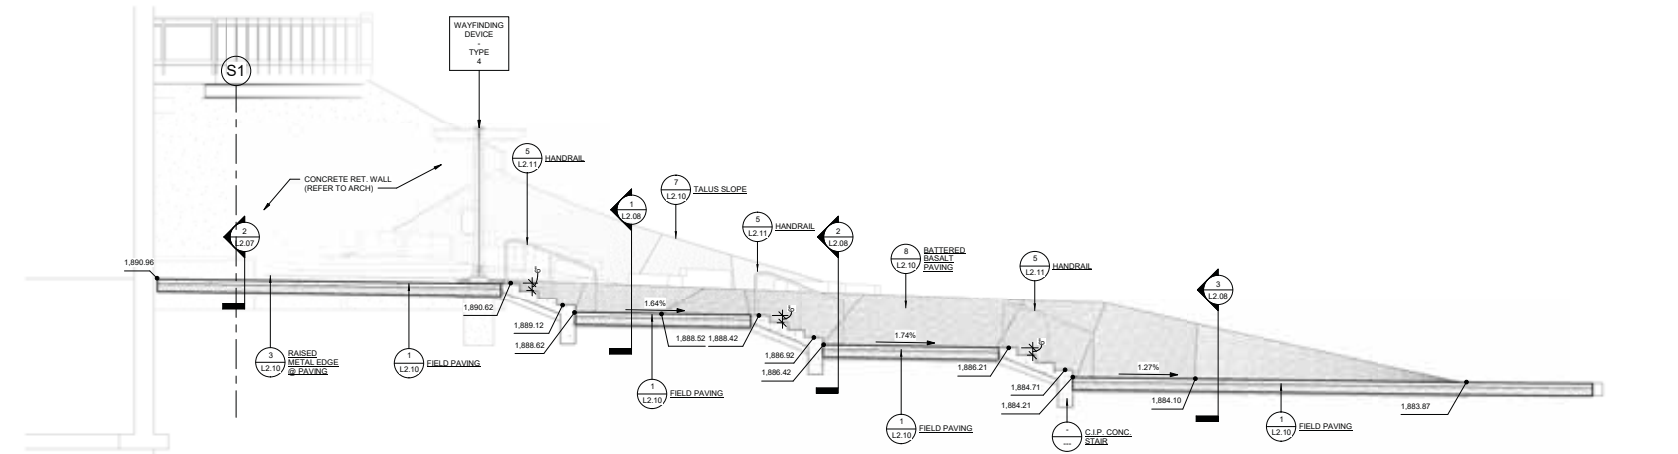 WAYFINDING
DEVICE
-
TYPE
4
S1
5
L2.11
HANDRAIL
CONCRETE RET. WALL
(REFER TO ARCH)
7
L2.10
TALUS SLOPE
1
L2.08
2
L2.07
5
L2.11
HANDRAIL
2
L2.08
8
L2.10
BATTERED
BASALT
PAVING
5
L2.11
HANDRAIL
3
L2.08
1,890.96
1,890.62
1,889.12
1,888.62
1.64%
1,888.52
1,888.42
1,886.92
1,886.42
1.74%
1,886.21
1,884.71
1,884.21
1.27%
1,884.10
1,883.87
3
L2.10
RAISED
METAL EDGE
@ PAVING
1
L2.10
FIELD PAVING
1
L2.10
FIELD PAVING
1
L2.10
FIELD PAVING
-
---
C.I.P. CONC.
STAIR
1
L2.10
FIELD PAVING